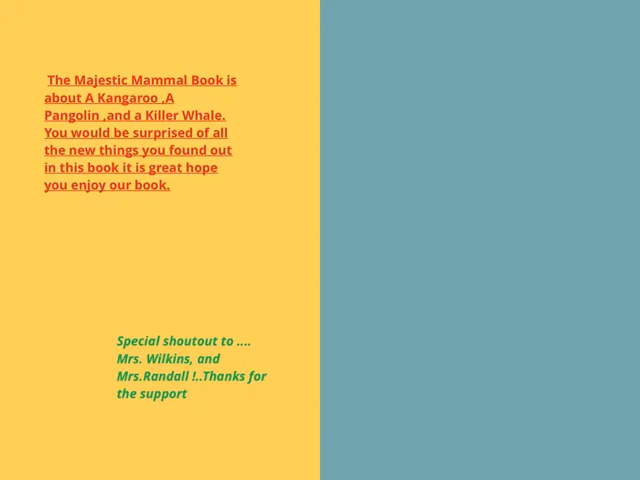 The Majestic Mammal Book is
about A Kangaroo ,A
Pangolin ,and a Killer Whale.
You would be surprised of all
the new things you found out
in this book it is great hope
you enjoy our book.
Special shoutout to ....
Mrs. Wilkins, and
Mrs.Randall !..Thanks for
the support